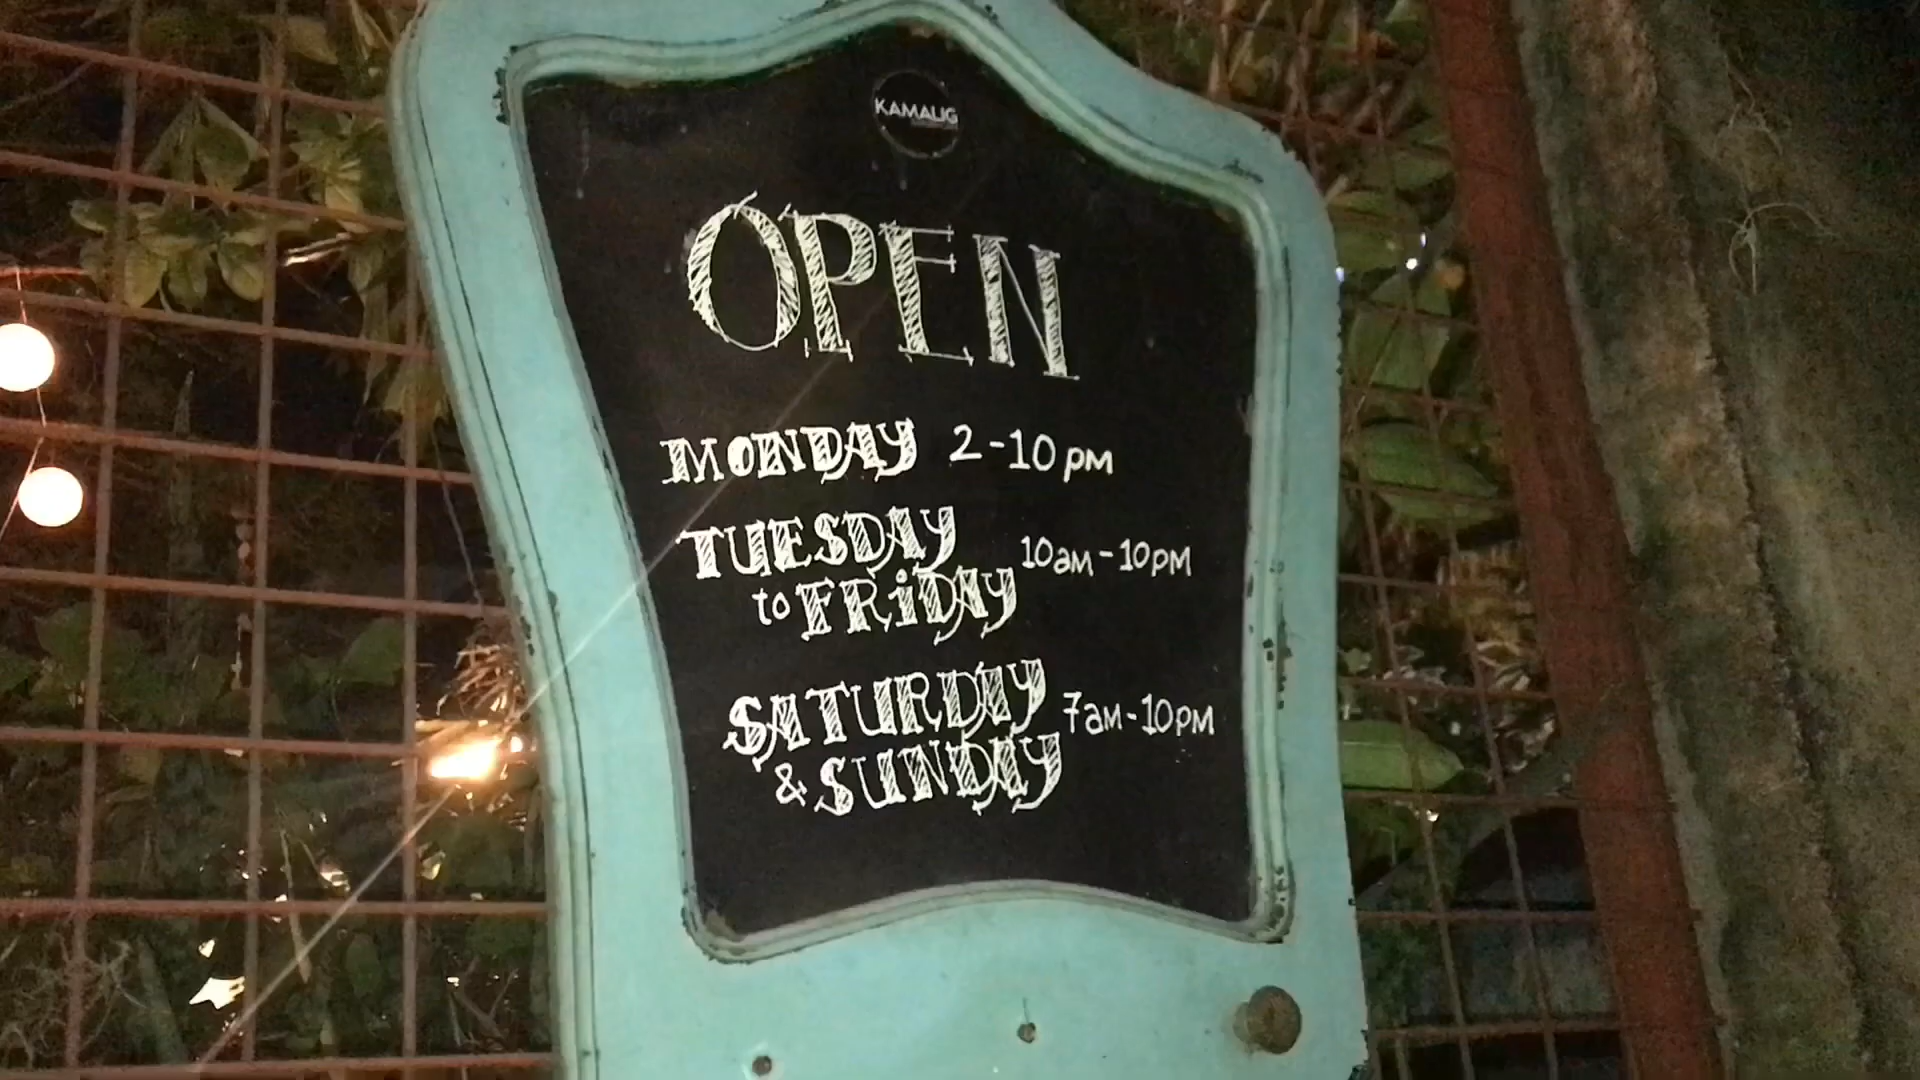 KAMALIG
OPEN
MONDAY 2-10 PM
TUESDAY
to FRiDAY 10am-10PM
SATURDAY
& SUNDAY 7am-10PM